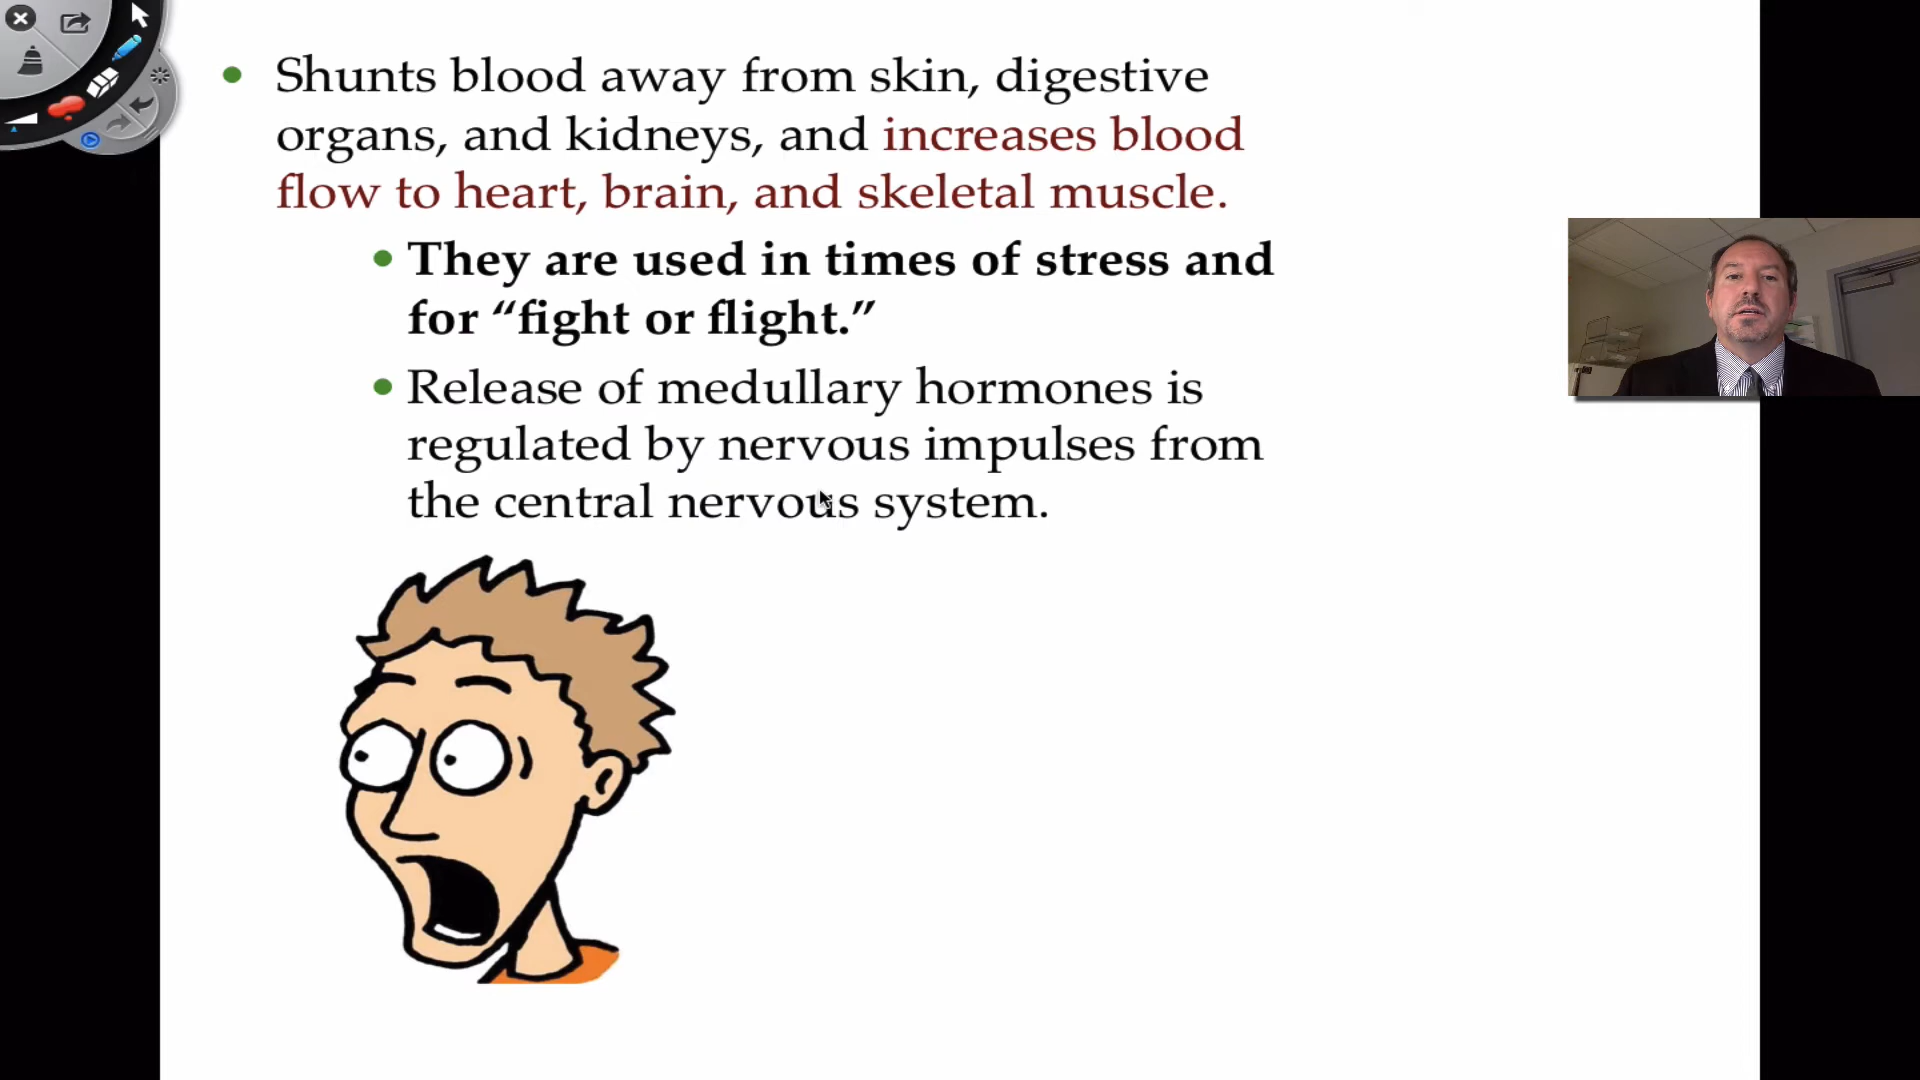 Shunts blood away from skin, digestive
organs, and kidneys, and increases blood
flow to heart, brain, and skeletal muscle.
They are used in times of stress and
for “fight or flight.”
Release of medullary hormones is
regulated by nervous impulses from
the central nervous system.